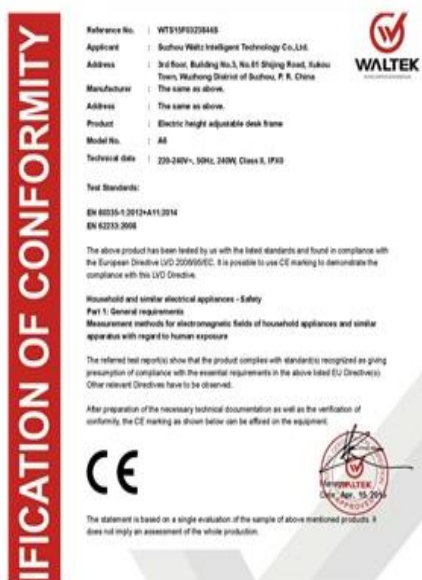 IFICATION OF CONFORMITY
WALTEK
Reference No. :
Applicant : Suzhou Waltz Intelligent Technology Co.,Ltd.
Address : 3rd floor, Building No.3, No.81 Shijing Road, Xukou
Town, Wuzhong District of Suzhou, P. R. China
Manufacturer : The same as above.
Address : The same as above.
Product : Electric height adjustable desk frame
Model No. :
Technical data : 220-240V~, 50Hz, 240W, Class II, IPX0
Test Standards:
EN 60335-1:2012+A11:2014
EN 62233:2008
The above product has been tested by us with the listed standards and found in compliance with
the European Directive LVD 2006/95/EC. It is possible to use CE marking to demonstrate the
compliance with this LVD Directive.
Household and similar electrical appliances - Safety
Part 1: General requirements
Measurement methods for electromagnetic fields of household appliances and similar
apparatus with regard to human exposure
The referred test report(s) show that the product complies with standard(s) recognized as giving
presumption of compliance with the essential requirements in the above listed EU Directive(s).
Other relevant Directives have to be observed.
After preparation of the necessary technical documentation as well as the verification of
conformity, the CE marking as shown below can be affixed on the equipment.
CE
WALTEK
Manager
Date: Apr. 10,
APPROVED
The statement is based on a single evaluation of the sample of above mentioned products. It
does not imply an assessment of the whole production.